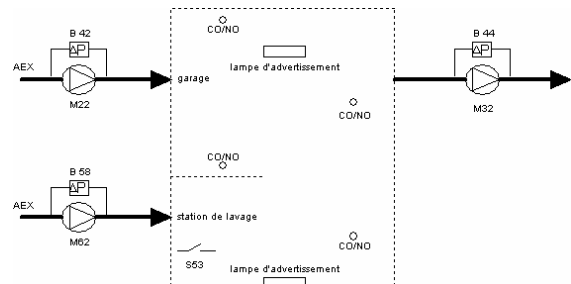 B 42
ΔP
AEX
M22
CO/NO
lampe d'advertissement
garage
CO/NO
B 44
ΔP
M32
CO/NO
B 58
ΔP
AEX
M62
station de lavage
S53
CO/NO
lampe d'advertissement